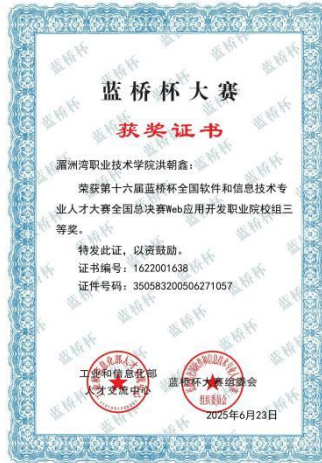 蓝桥杯大赛
获奖证书
湄洲湾职业技术学院洪朝鑫：
荣获第十六届蓝桥杯全国软件和信息技术专
业人才大赛全国总决赛Web应用开发职业院校组三
等奖。
特发此证，以资鼓励。
证书编号：1622001638
证件号码：350583200506271057
工业和信息化部
人才交流中心
蓝桥杯大赛组委会
组织委员会
2025年6月23日